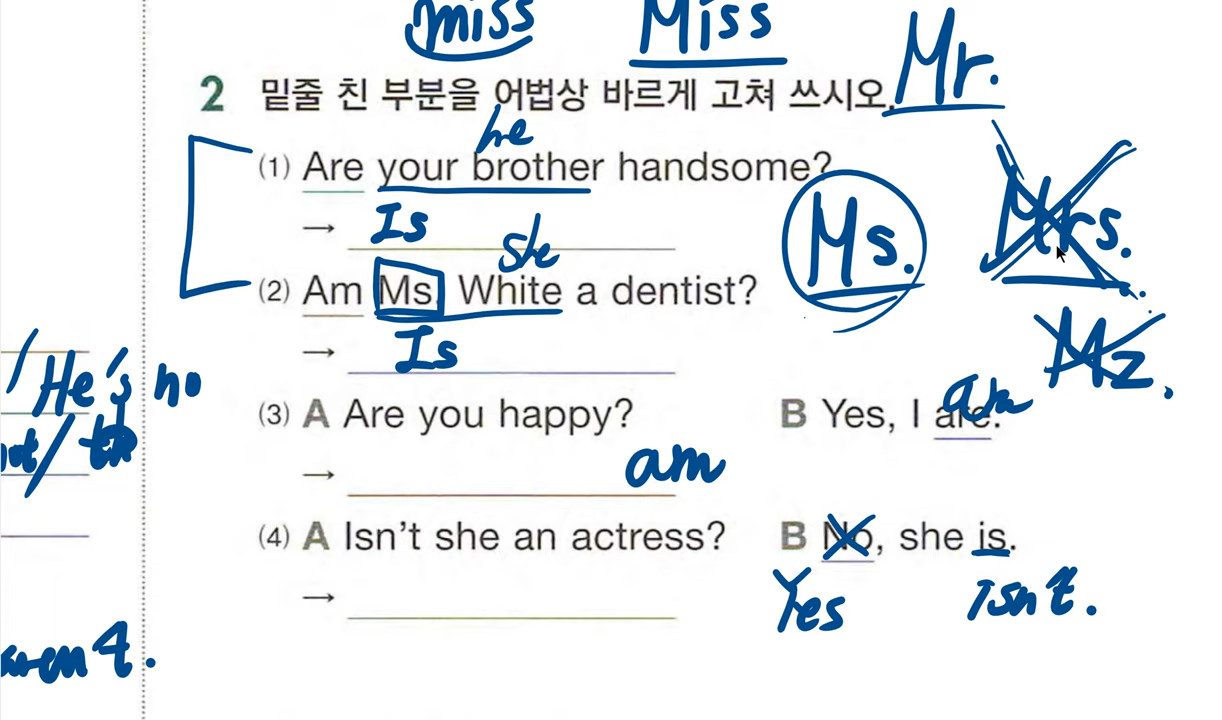 miss Miss Mr.
2 밑줄 친 부분을 어법상 바르게 고쳐 쓰시오.
he
(1) Are your brother handsome?
Mrs.
Ms.
→ Is
she
(2) Am Ms. White a dentist?
→ Is
Mz.
He's no
am
(3) A Are you happy? B Yes, I are.
→ am
(4) A Isn't she an actress? B No, she is.
→ Yes isn't.